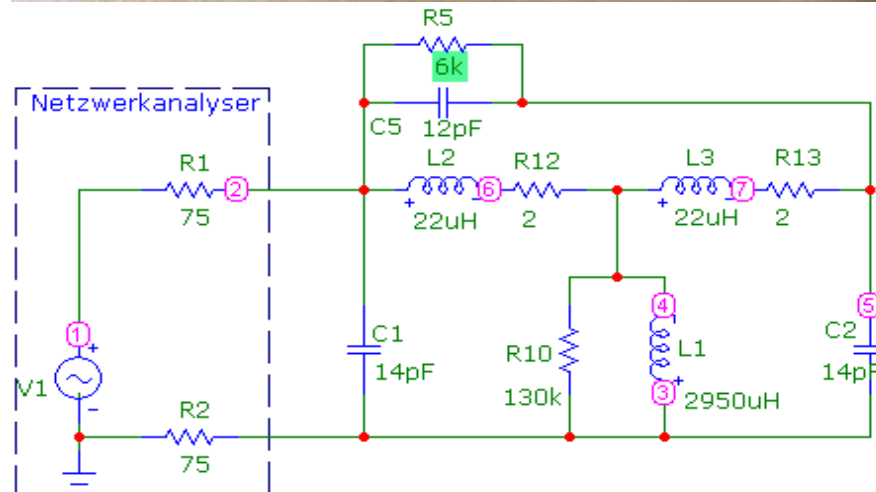 R5
6k
Netzwerkanalyser
C5
12pF
R1
2
75
L2
6
R12
22uH
2
L3
7
R13
22uH
2
1
+
V1
−
R2
75
C1
14pF
R10
130k
4
L1
3
+
2950uH
5
C2
14pF
+
+